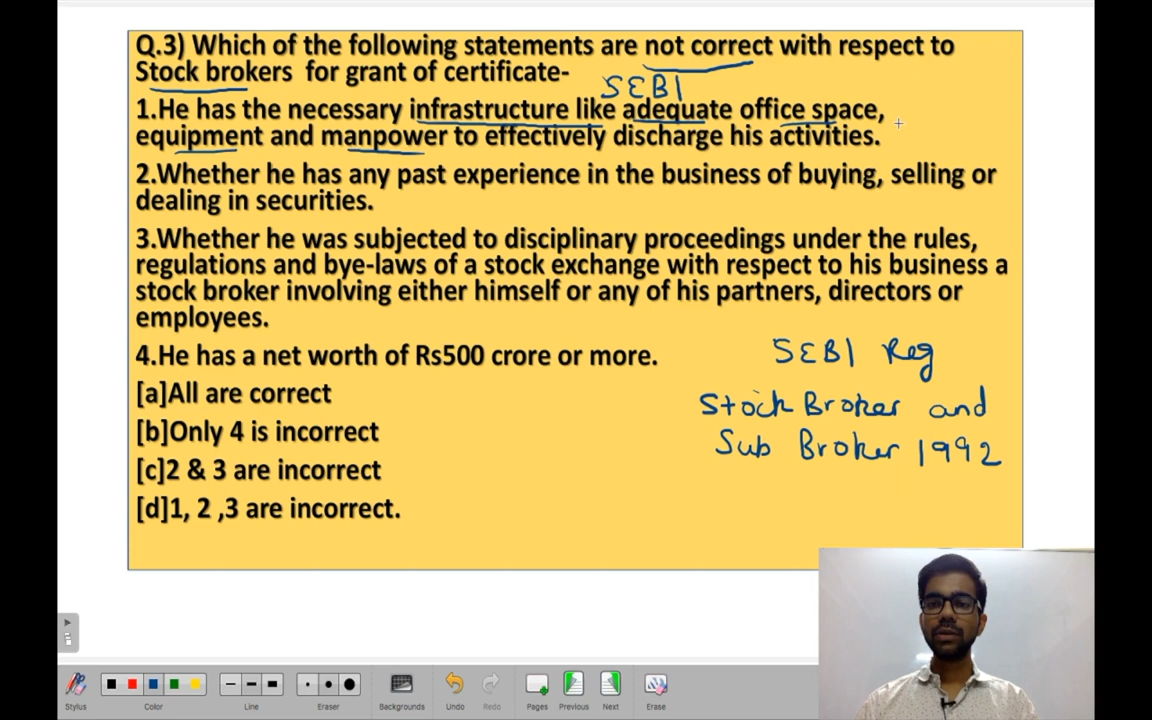 Q.3) Which of the following statements are not correct with respect to
Stock brokers for grant of certificate-
SEBI
1.He has the necessary infrastructure like adequate office space,
equipment and manpower to effectively discharge his activities.
2.Whether he has any past experience in the business of buying, selling or
dealing in securities.
3.Whether he was subjected to disciplinary proceedings under the rules,
regulations and bye-laws of a stock exchange with respect to his business a
stock broker involving either himself or any of his partners, directors or
employees.
4.He has a net worth of Rs500 crore or more.
SEBI Reg
[a]All are correct
Stock Broker and
[b]Only 4 is incorrect
Sub Broker 1992
[c]2 & 3 are incorrect
[d]1, 2 ,3 are incorrect.
Stylus Color Line Eraser Backgrounds Undo Redo Pages Previous Next Erase